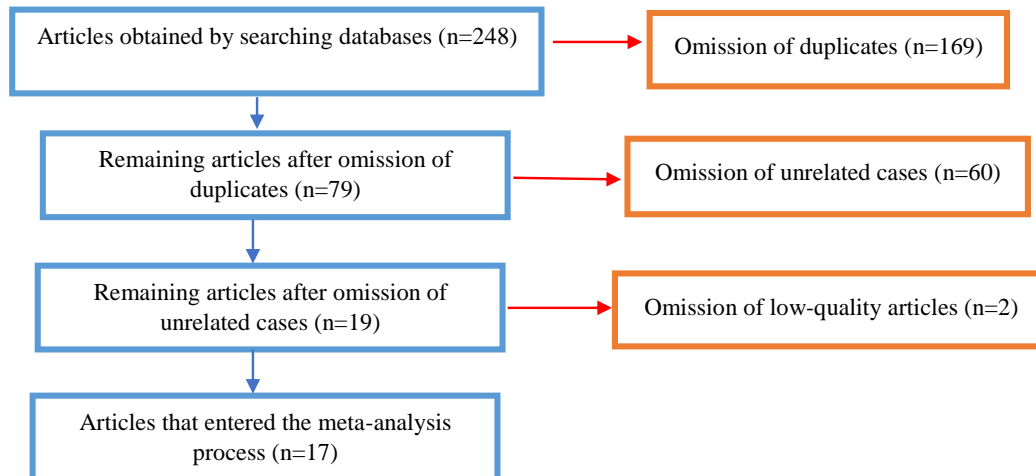 Articles obtained by searching databases (n=248)
Omission of duplicates (n=169)
Remaining articles after omission of
duplicates (n=79)
Omission of unrelated cases (n=60)
Remaining articles after omission of
unrelated cases (n=19)
Omission of low-quality articles (n=2)
Articles that entered the meta-analysis
process (n=17)